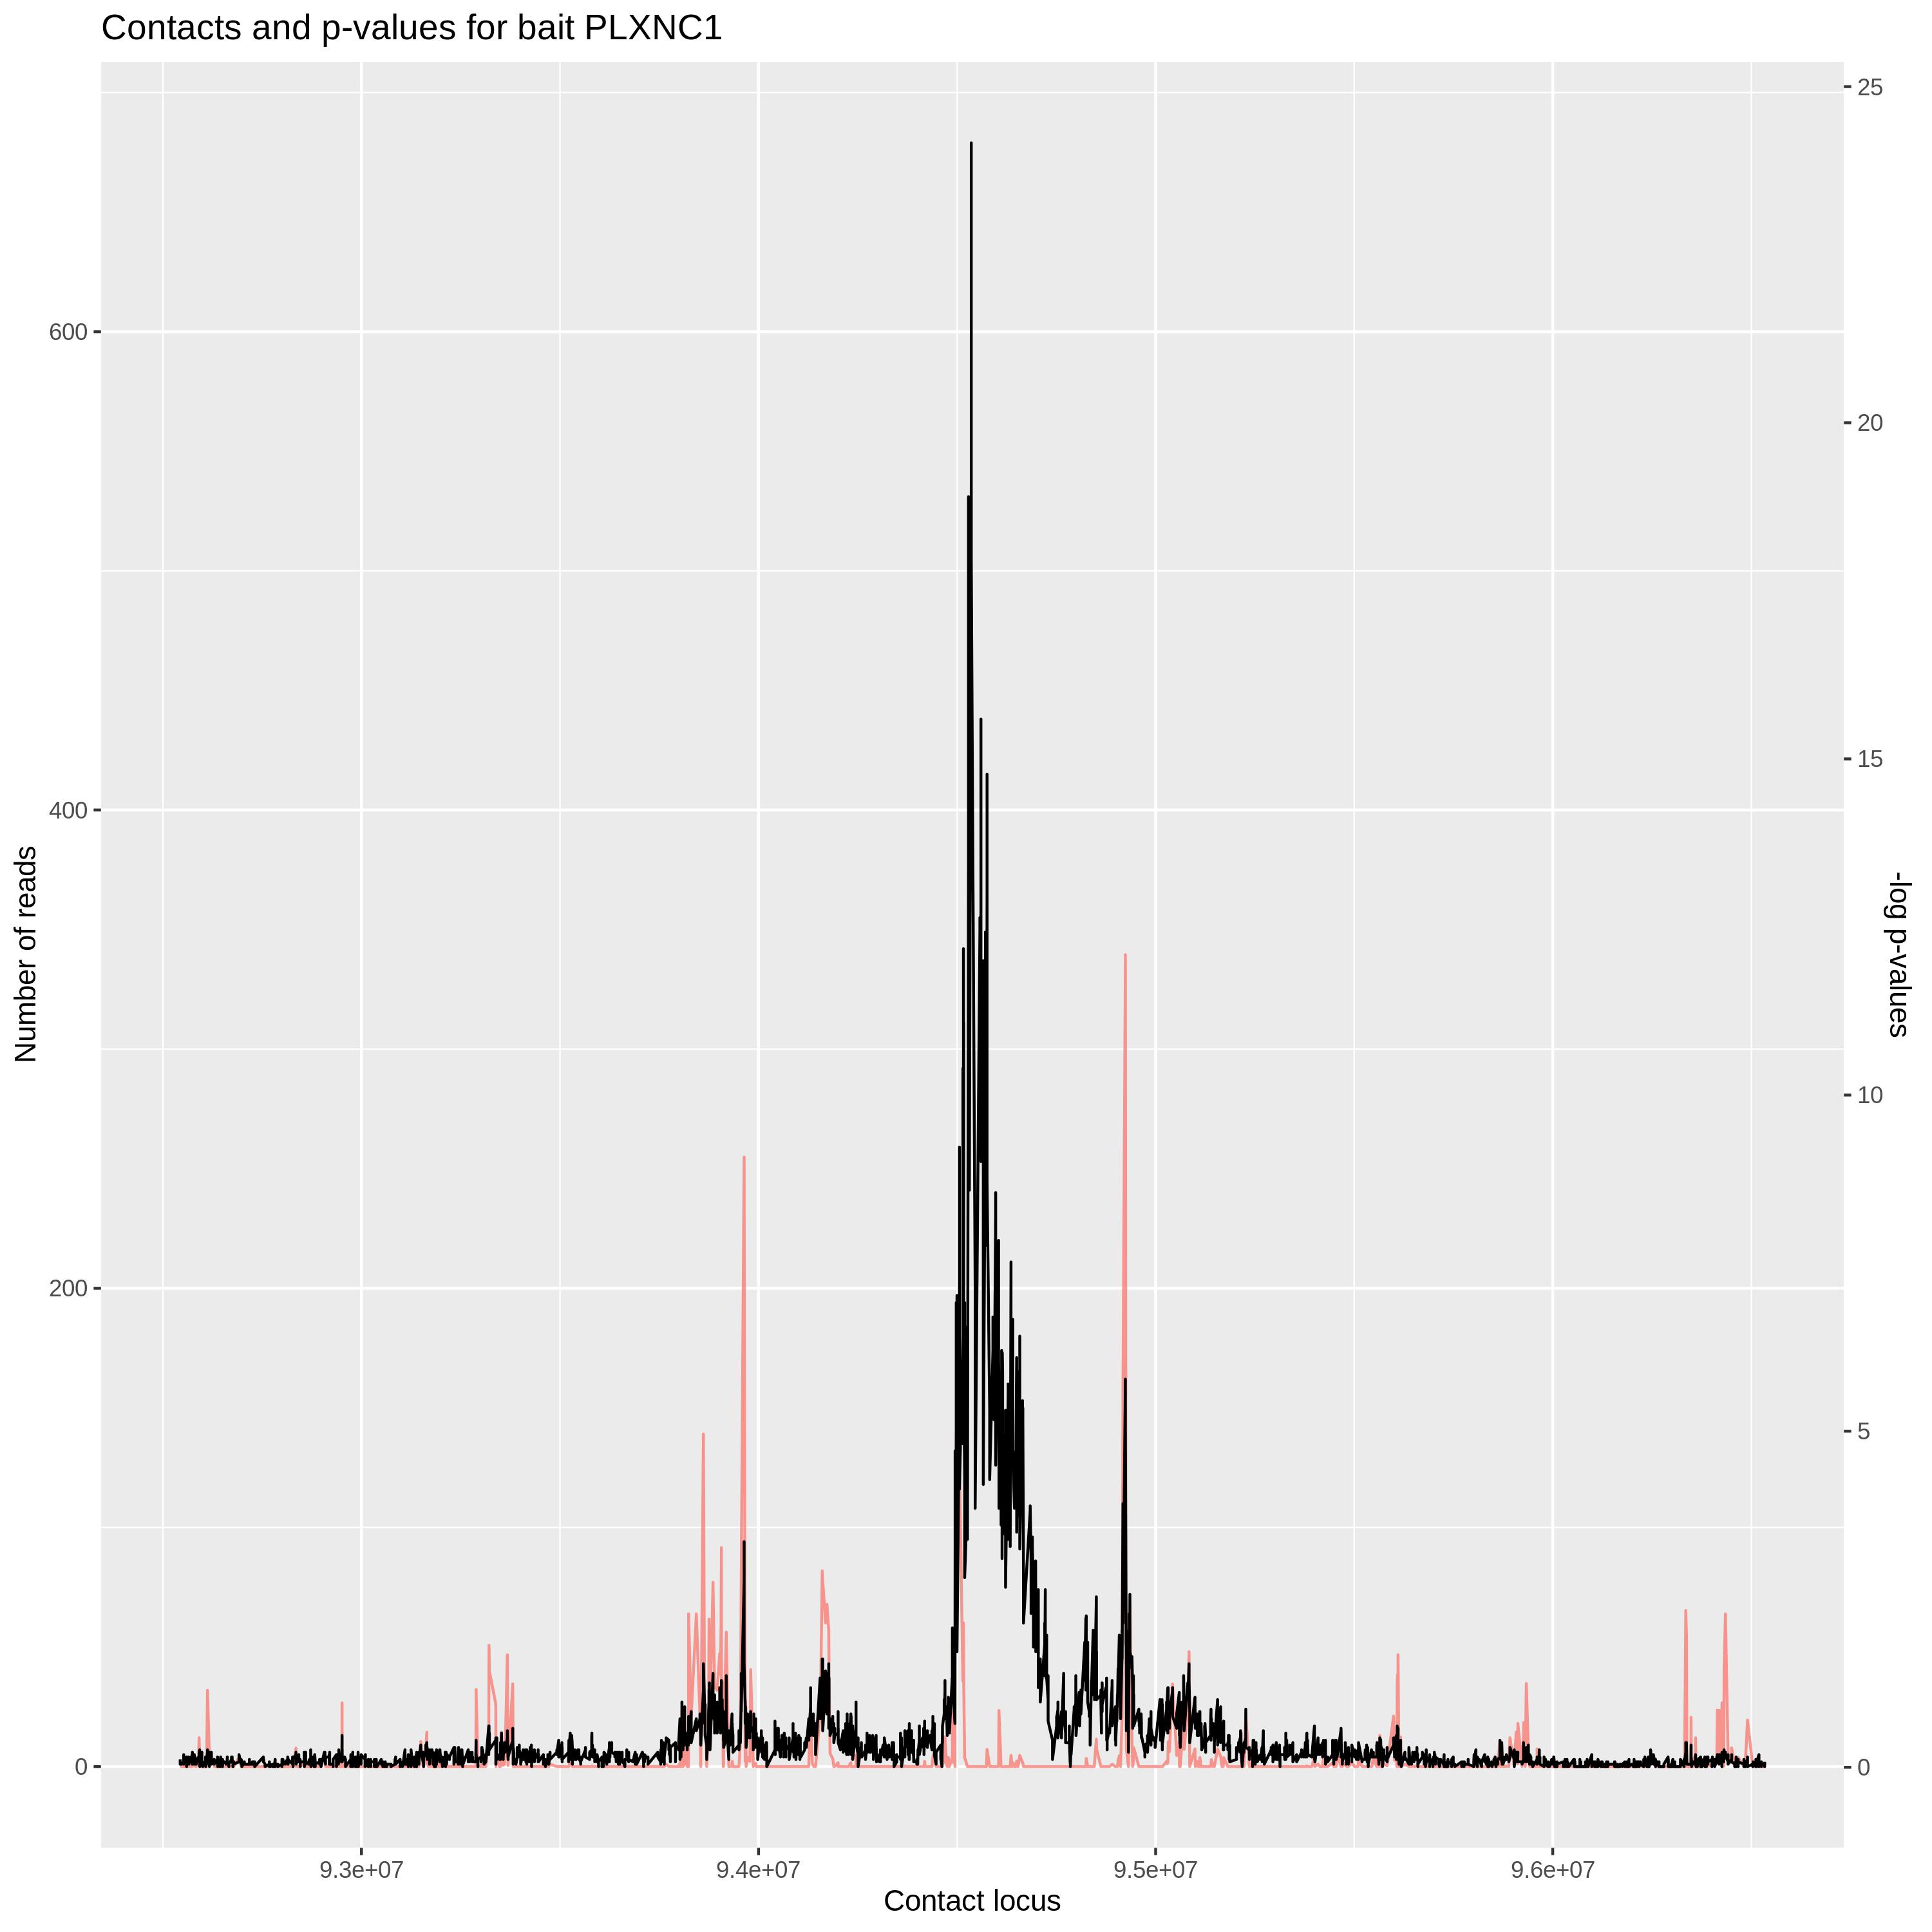 Contacts and p-values for bait PLXNC1
Number of reads
600
400
200
0
25
20
15
10
5
0
-log p-values
9.3e+07
9.4e+07
9.5e+07
9.6e+07
Contact locus